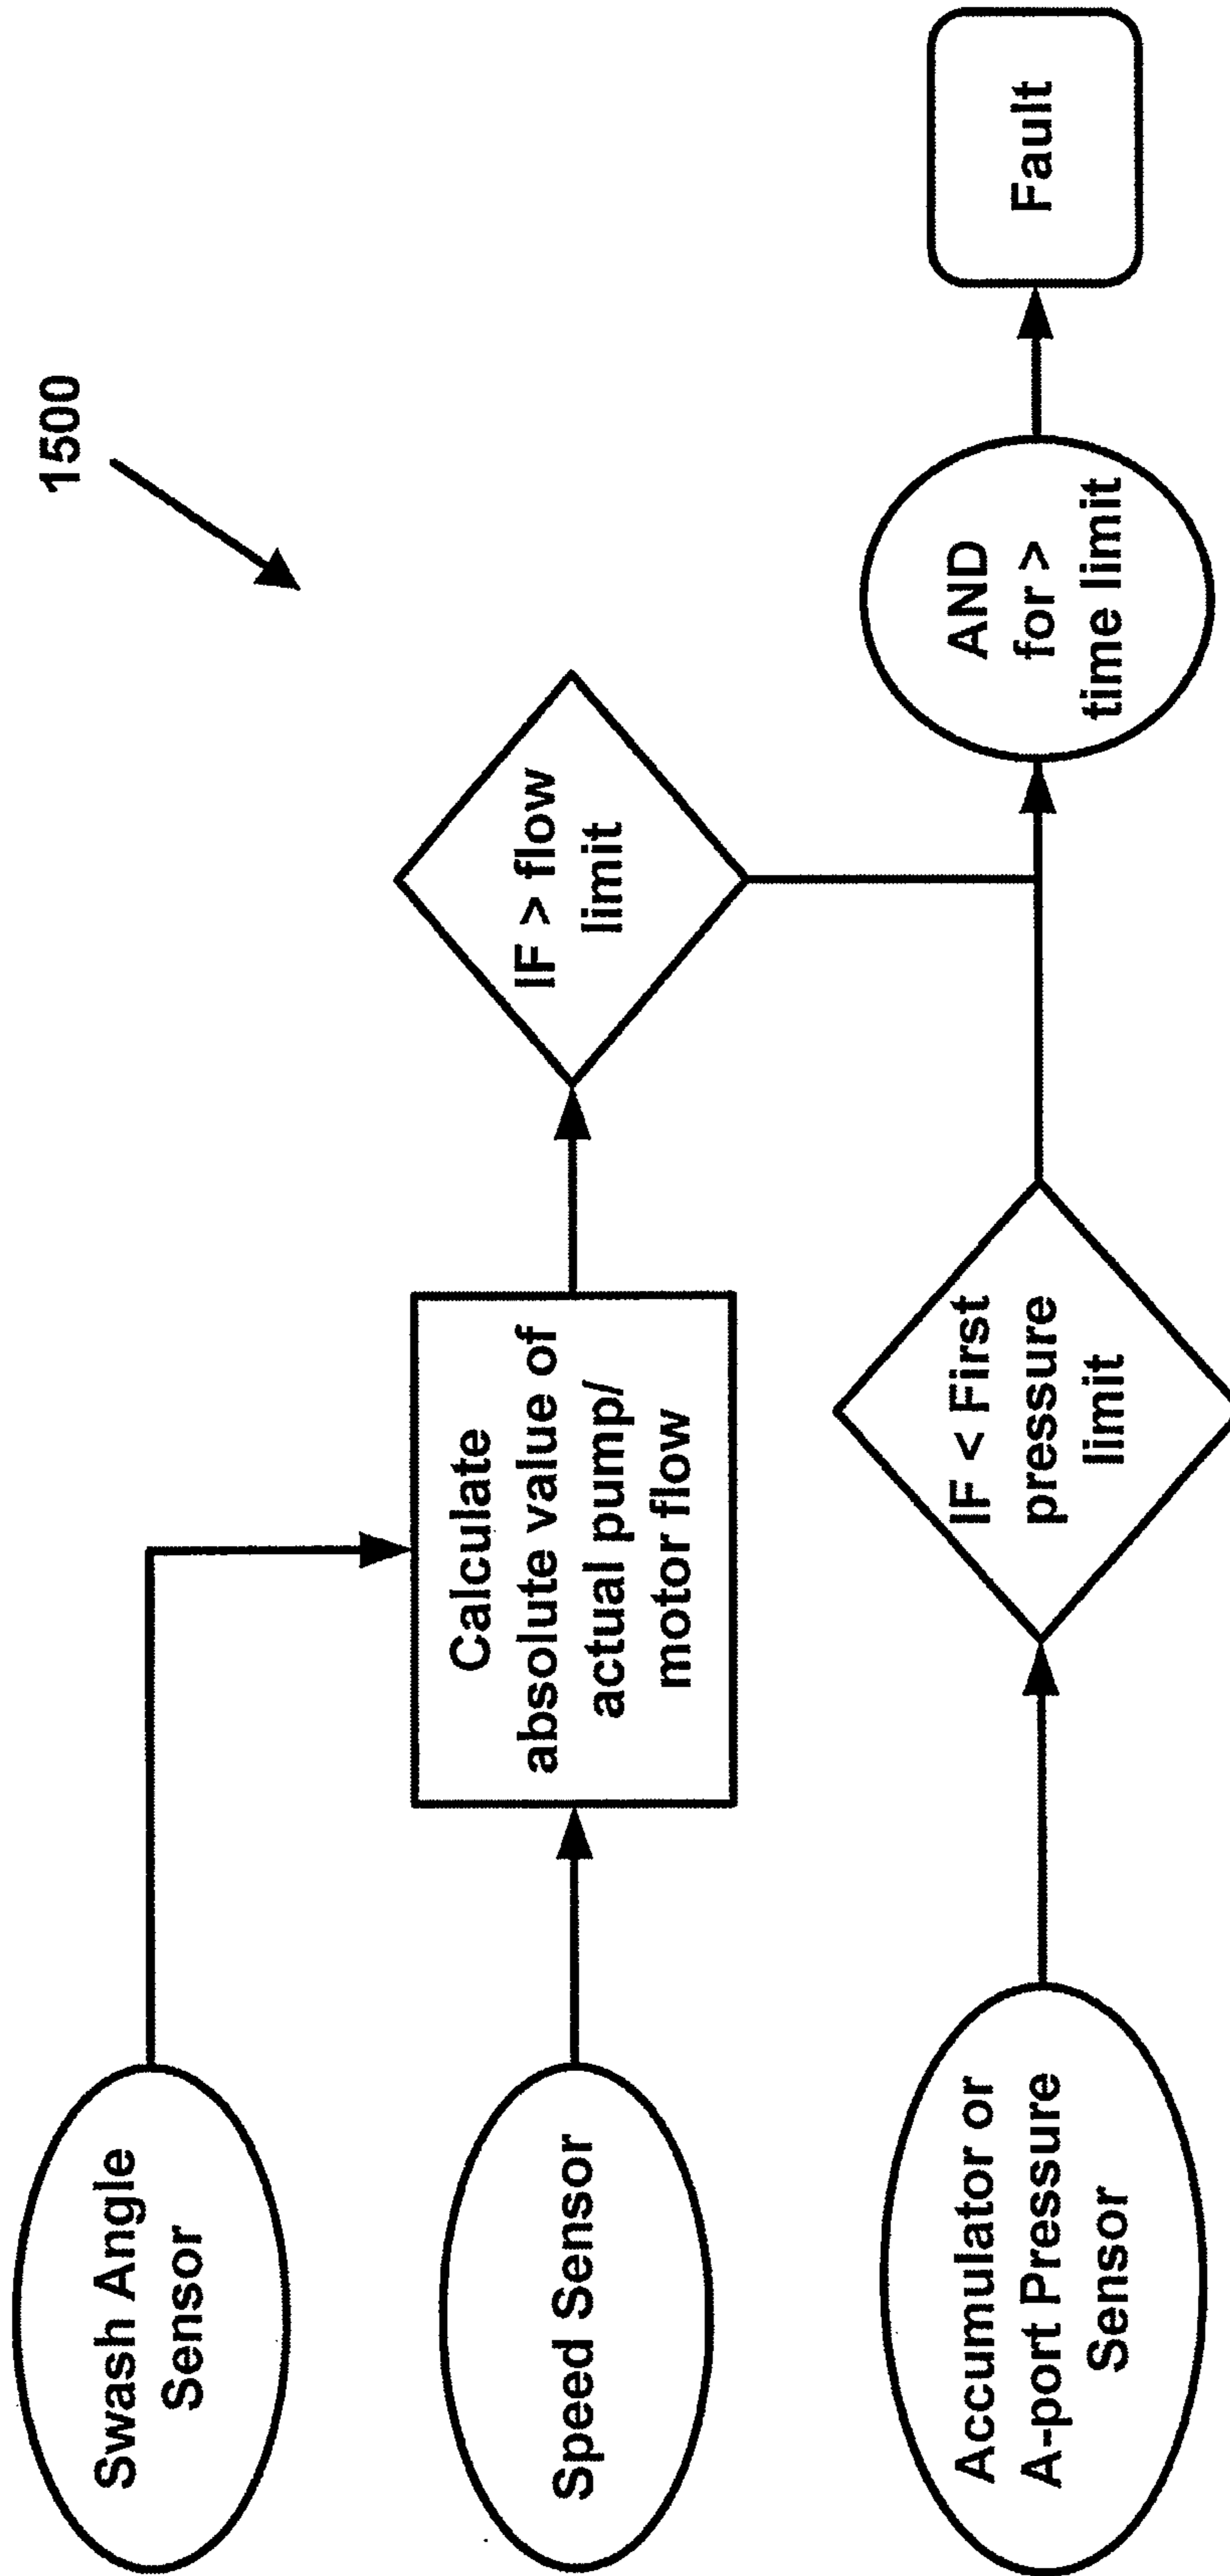 1500
Swash Angle
Sensor
Speed Sensor
Calculate
absolute value of
actual pump/
motor flow
IF > flow
limit
Accumulator or
A-port Pressure
Sensor
IF < First
pressure
limit
AND
for >
time limit
Fault